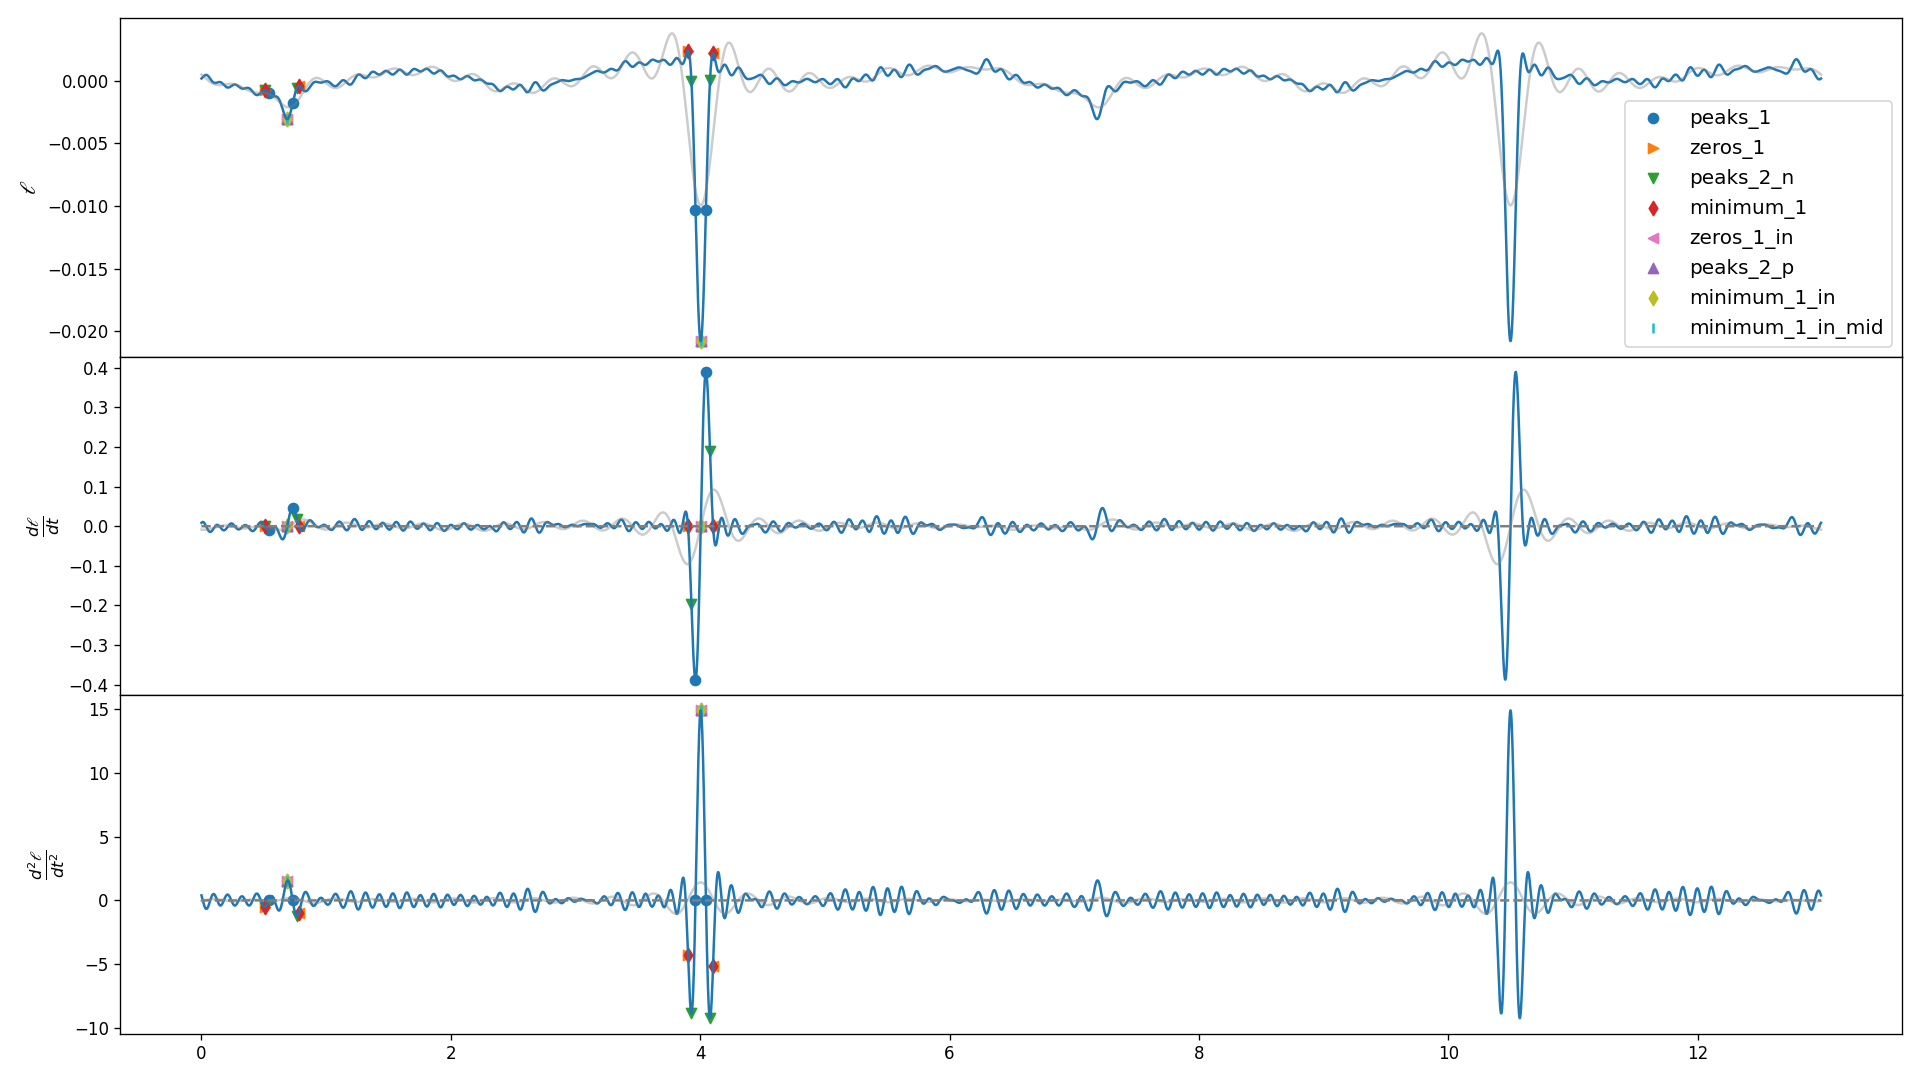 0.000
−0.005
−0.010
−0.015
−0.020
ℓ
peaks_1
zeros_1
peaks_2_n
minimum_1
zeros_1_in
peaks_2_p
minimum_1_in
minimum_1_in_mid
0.4
0.3
0.2
0.1
0.0
−0.1
−0.2
−0.3
−0.4
dℓ
dt
15
10
5
0
−5
−10
d²ℓ
dt²
0 2 4 6 8 10 12